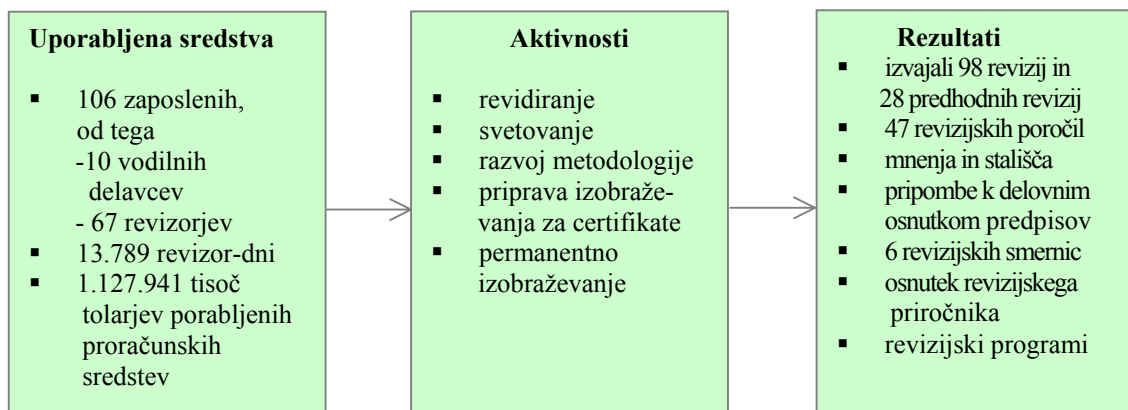 Uporabljena sredstva
▪ 106 zaposlenih,
od tega
-10 vodilnih
delavcev
- 67 revizorjev
▪ 13.789 revizor-dni
▪ 1.127.941 tisoč
tolarjev porabljenih
proračunskih
sredstev
Aktivnosti
▪ revidiranje
▪ svetovanje
▪ razvoj metodologije
▪ priprava izobraže-
vanja za certifikate
▪ permanentno
izobraževanje
Rezultati
▪ izvajali 98 revizij in
28 predhodnih revizij
▪ 47 revizijskih poročil
▪ mnenja in stališča
▪ pripombe k delovnim
osnutkom predpisov
▪ 6 revizijskih smernic
▪ osnutek revizijskega
priročnika
▪ revizijski programi